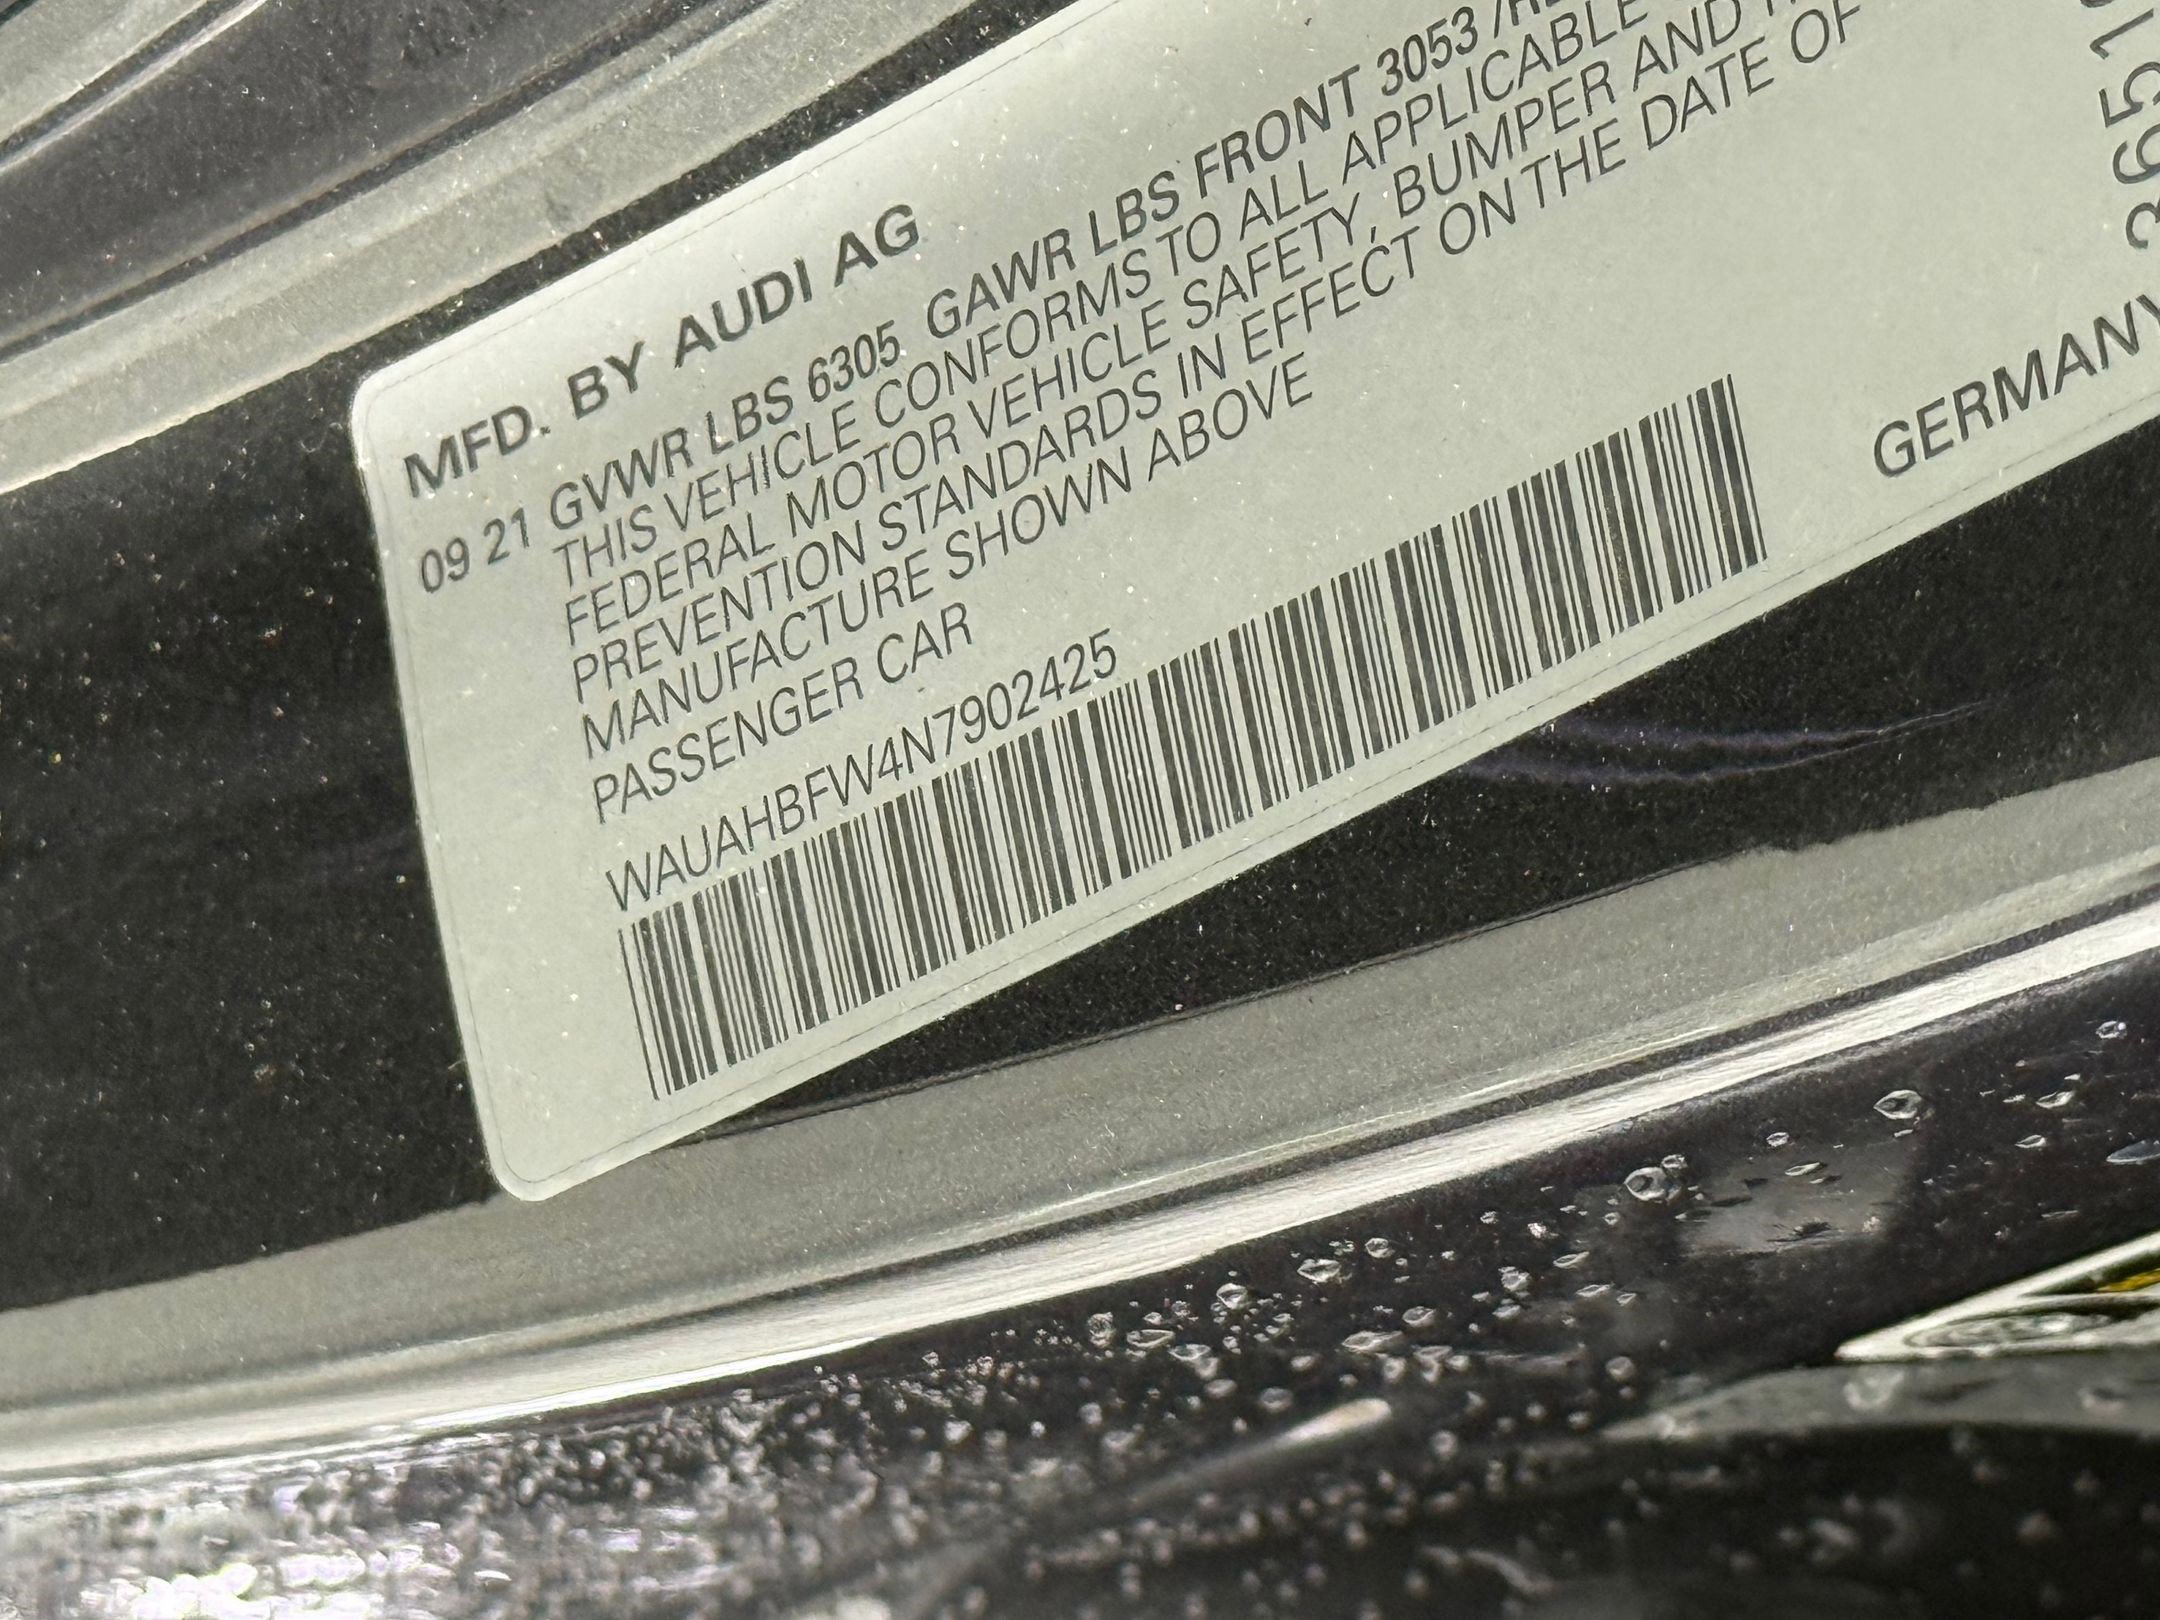 MFD. BY AUDI AG
09 21 GVWR LBS 6305 GAWR LBS FRONT 3053
THIS VEHICLE CONFORMS TO ALL APPLICABLE
FEDERAL MOTOR VEHICLE SAFETY, BUMPER AND
PREVENTION STANDARDS IN EFFECT ON THE DATE OF
MANUFACTURE SHOWN ABOVE
PASSENGER CAR
WAUAHBFW4N7902425
GERMANY
3651